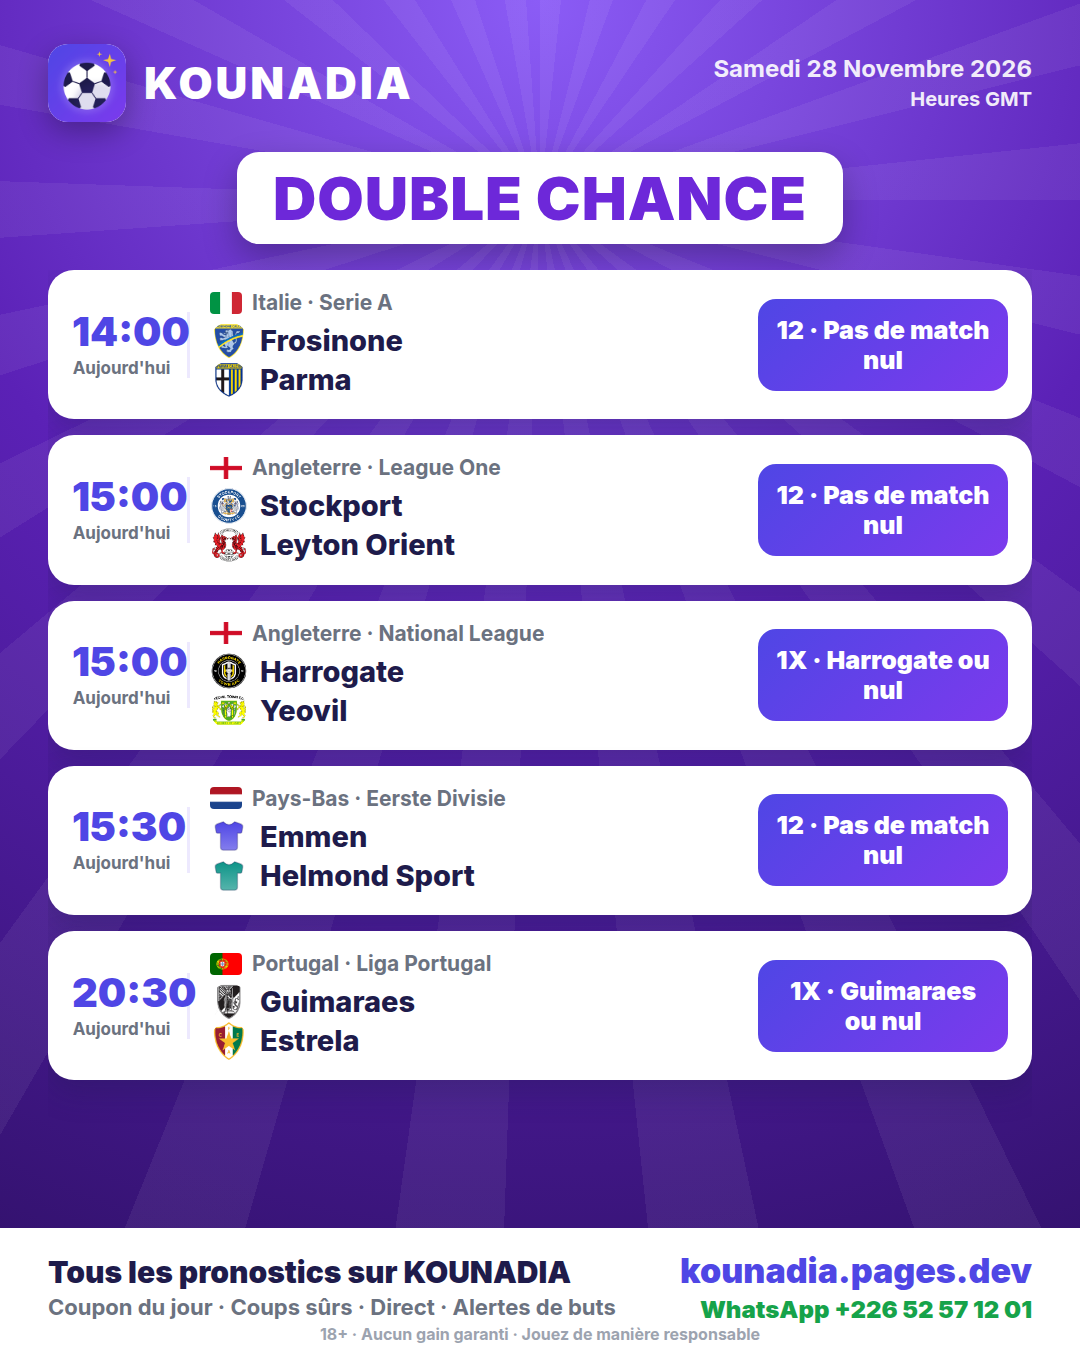 KOUNADIA
Samedi 28 Novembre 2026
Heures GMT
DOUBLE CHANCE
14:00
Aujourd'hui
Italie · Serie A
Frosinone
Parma
12 · Pas de match
nul
15:00
Aujourd'hui
Angleterre · League One
Stockport
Leyton Orient
12 · Pas de match
nul
15:00
Aujourd'hui
Angleterre · National League
Harrogate
Yeovil
1X · Harrogate ou
nul
15:30
Aujourd'hui
Pays-Bas · Eerste Divisie
Emmen
Helmond Sport
12 · Pas de match
nul
20:30
Aujourd'hui
Portugal · Liga Portugal
Guimaraes
Estrela
1X · Guimaraes
ou nul
Tous les pronostics sur KOUNADIA
kounadia.pages.dev
Coupon du jour · Coups sûrs · Direct · Alertes de buts
WhatsApp +226 52 57 12 01
18+ · Aucun gain garanti · Jouez de manière responsable